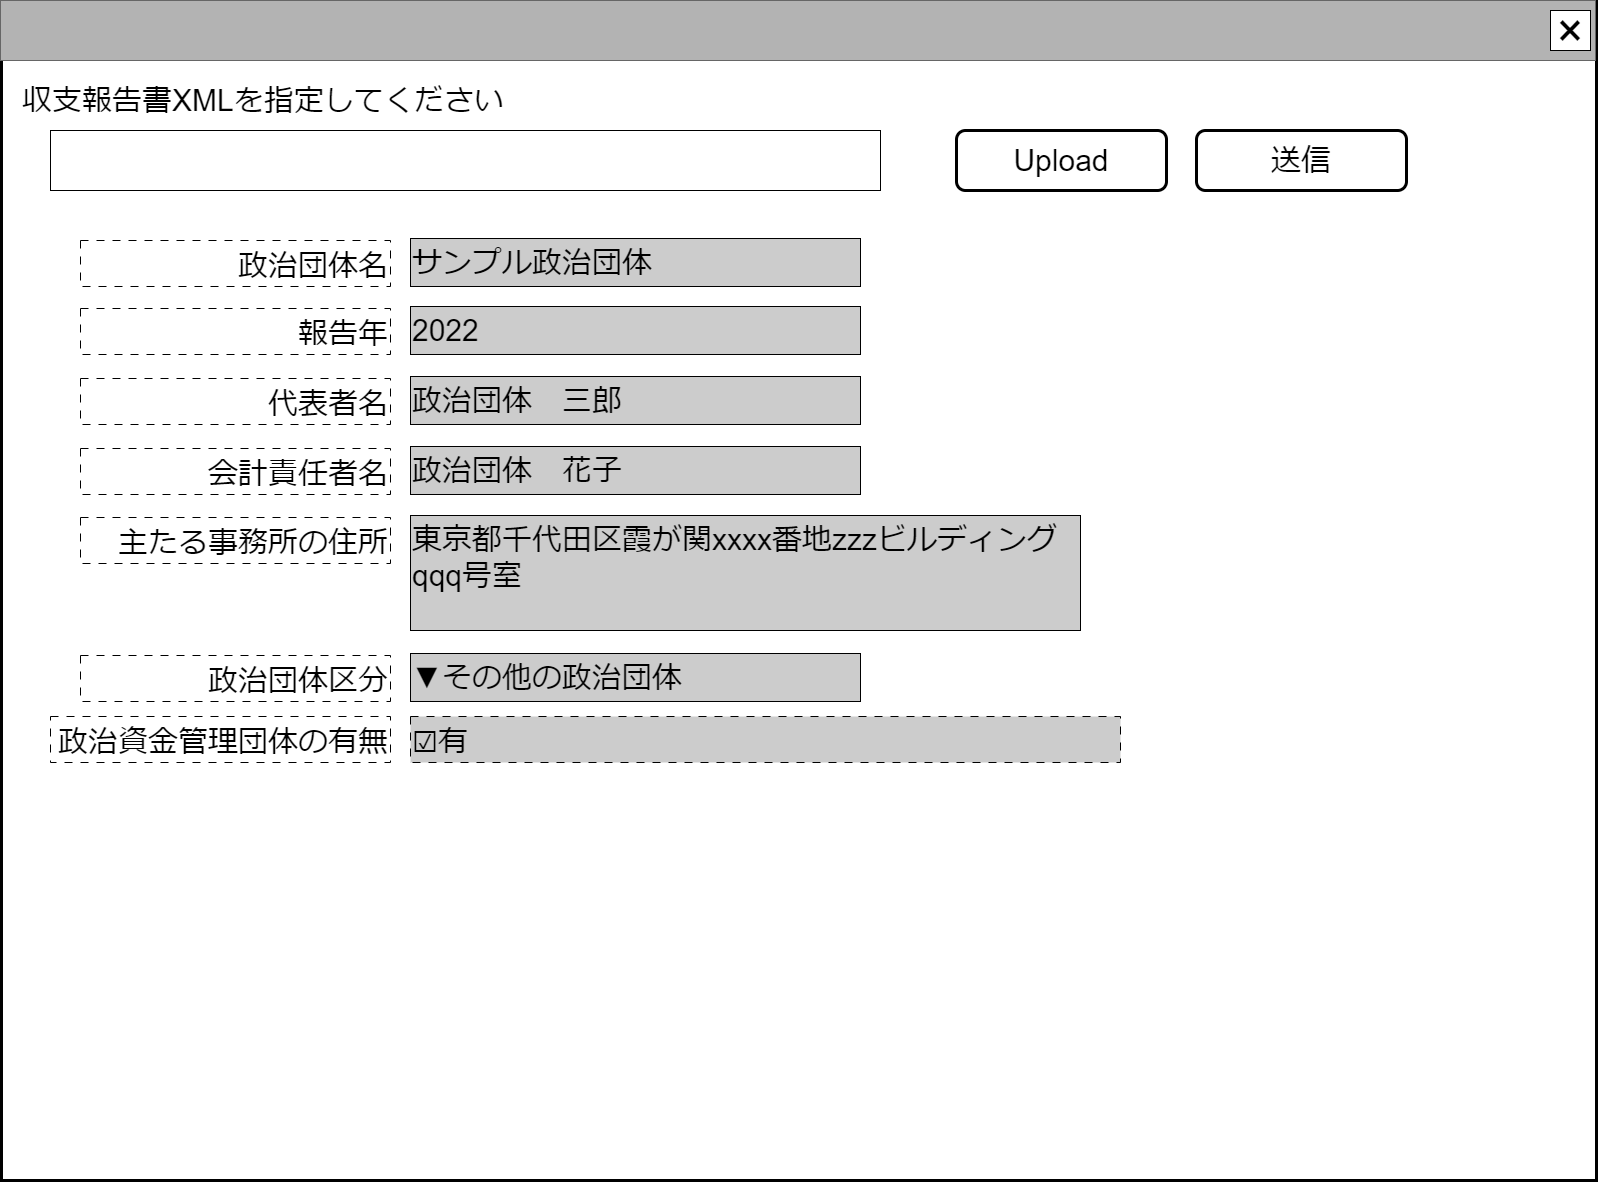 収支報告書XMLを指定してください
Upload
送信
政治団体名
サンプル政治団体
報告年
2022
代表者名
政治団体　三郎
会計責任者名
政治団体　花子
主たる事務所の住所
東京都千代田区霞が関xxxx番地zzzビルディング
qqq号室
政治団体区分
▼その他の政治団体
政治資金管理団体の有無
☑有